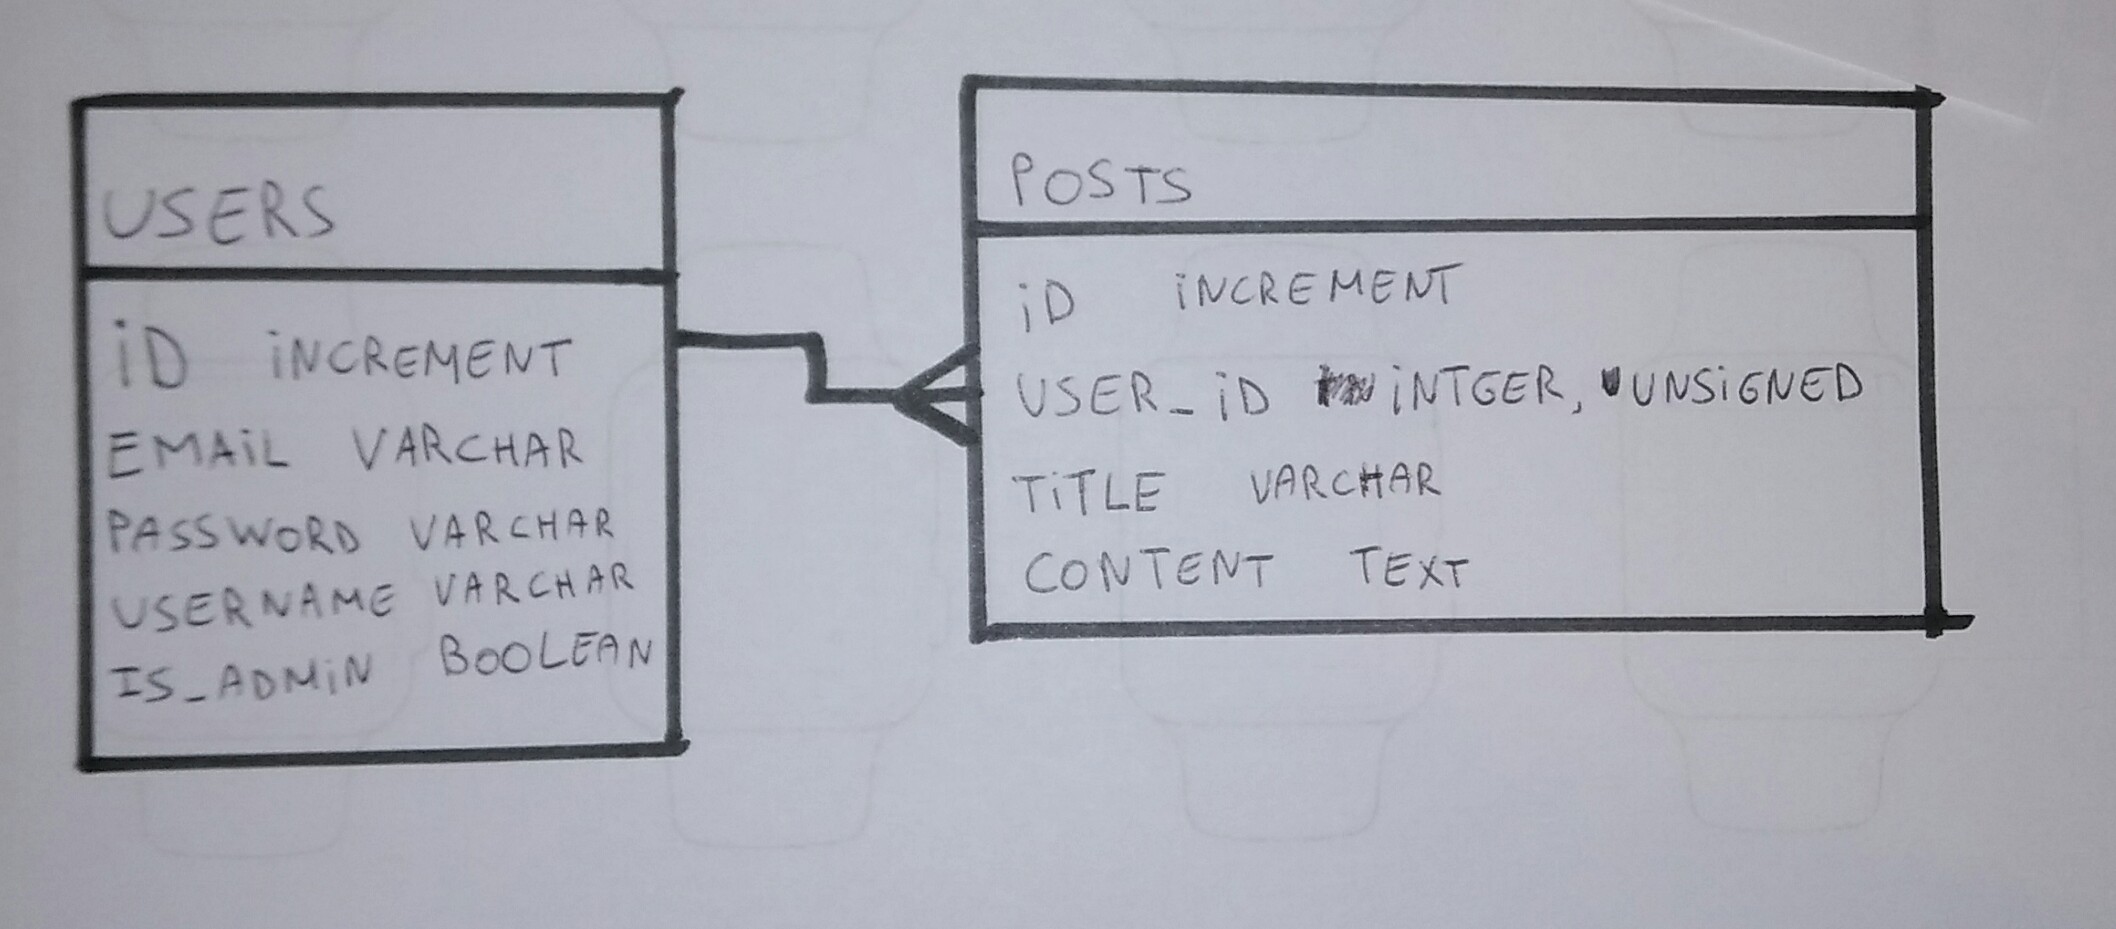 USERS
iD iNCREMENT
EMAiL VARCHAR
PASSWORD VARCHAR
USERNAME VARCHAR
IS_ADMiN BOOLEAN
POSTS
iD iNCREMENT
USER_iD iNTGER, UNSiGNED
TiTLE VARCHAR
CONTENT TEXT